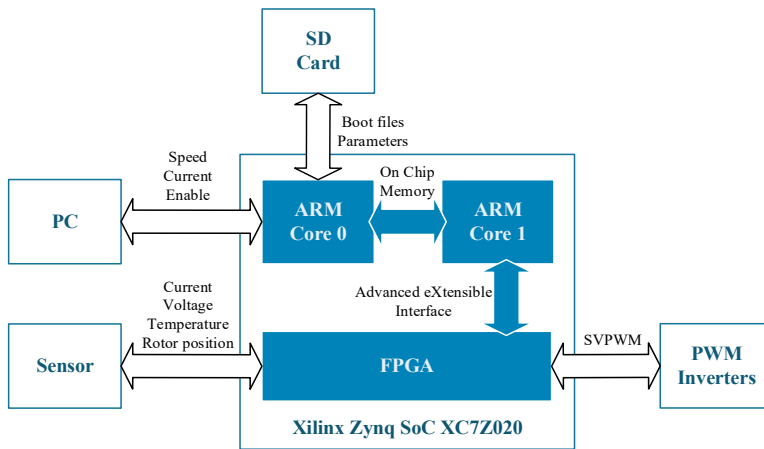 SD
Card
Boot files
Parameters
Speed
Current
Enable
On Chip
Memory
PC
ARM
Core 0
ARM
Core 1
Current
Voltage
Temperature
Rotor position
Advanced eXtensible
Interface
Sensor
FPGA
SVPWM
PWM
Inverters
Xilinx Zynq SoC XC7Z020